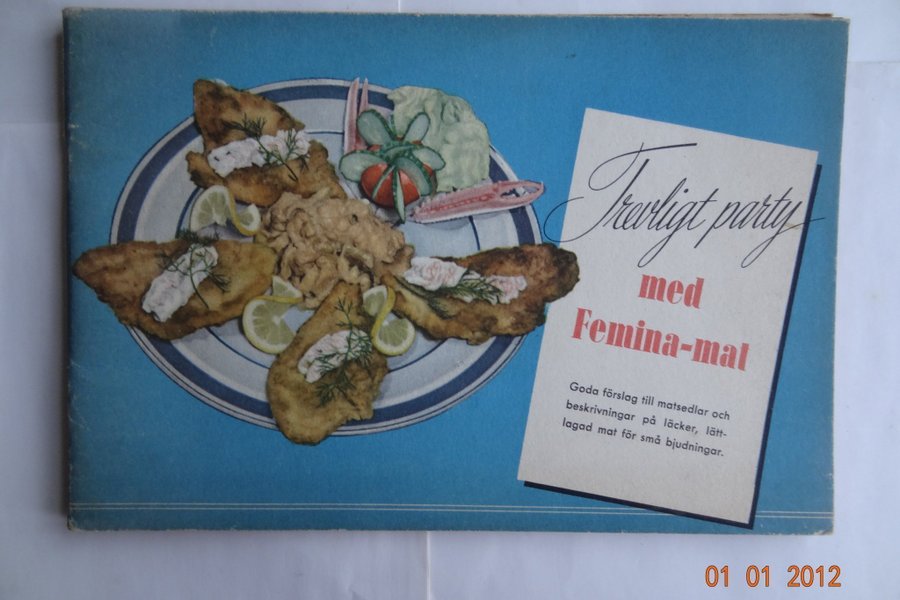 Trevligt party
med
Femina-mat
Goda förslag till matsedlar och
beskrivningar på läcker, lätt-
lagad mat för små bjudningar.
01 01 2012